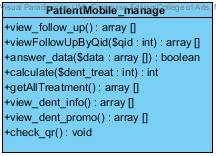 PatientMobile_manage
+view_follow_up() : array []
+viewFollowUpByQid($qid : int) : array []
+answer_data($data : array []) : boolean
+calculate($dent_treat : int) : int
+getAllTreatment() : array []
+view_dent_info() : array []
+view_dent_promo() : array []
+check_qr() : void